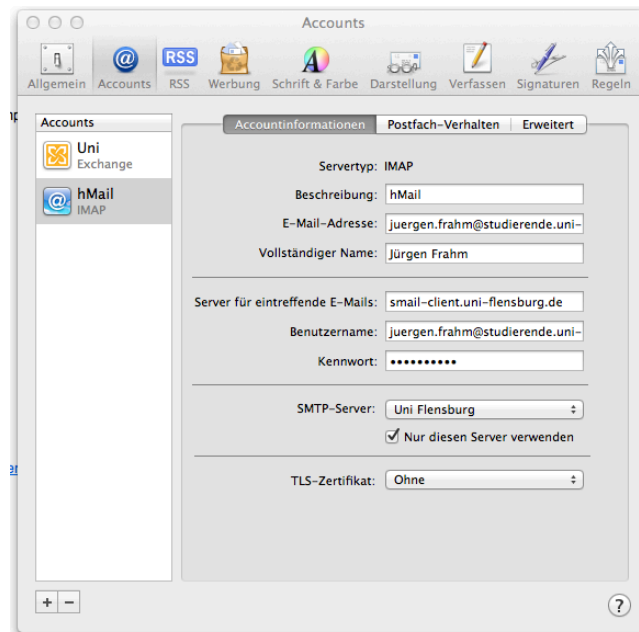 Accounts
Allgemein
Accounts
RSS
RSS
Werbung
Schrift & Farbe
Darstellung
Verfassen
Signaturen
Regeln
Accounts
Uni
Exchange
hMail
IMAP
Accountinformationen
Postfach-Verhalten
Erweitert
Servertyp: IMAP
Beschreibung: hMail
E-Mail-Adresse: juergen.frahm@studierende.uni-
Vollständiger Name: Jürgen Frahm
Server für eintreffende E-Mails: smail-client.uni-flensburg.de
Benutzername: juergen.frahm@studierende.uni-
Kennwort: ••••••••••
SMTP-Server: Uni Flensburg
Nur diesen Server verwenden
TLS-Zertifikat: Ohne
+ −
?